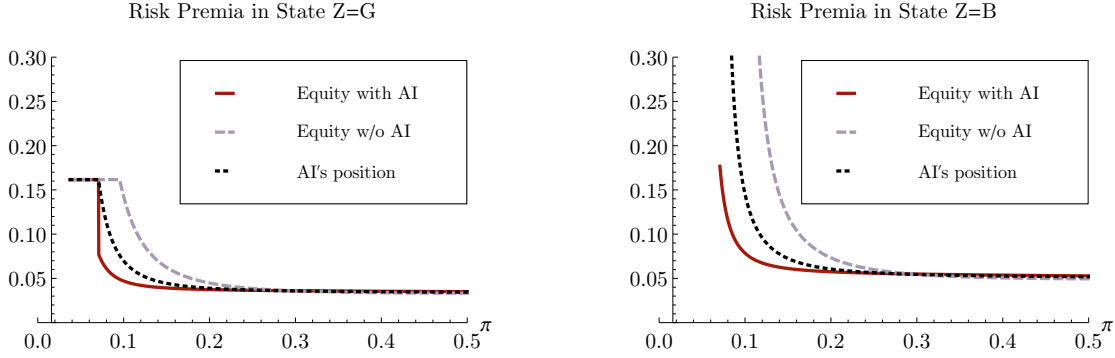 Risk Premia in State Z=G
0.30
0.25
0.20
0.15
0.10
0.05
0.0
0.1
0.2
0.3
0.4
0.5
π
Equity with AI
Equity w/o AI
AI's position
Risk Premia in State Z=B
0.30
0.25
0.20
0.15
0.10
0.05
0.0
0.1
0.2
0.3
0.4
0.5
π
Equity with AI
Equity w/o AI
AI's position